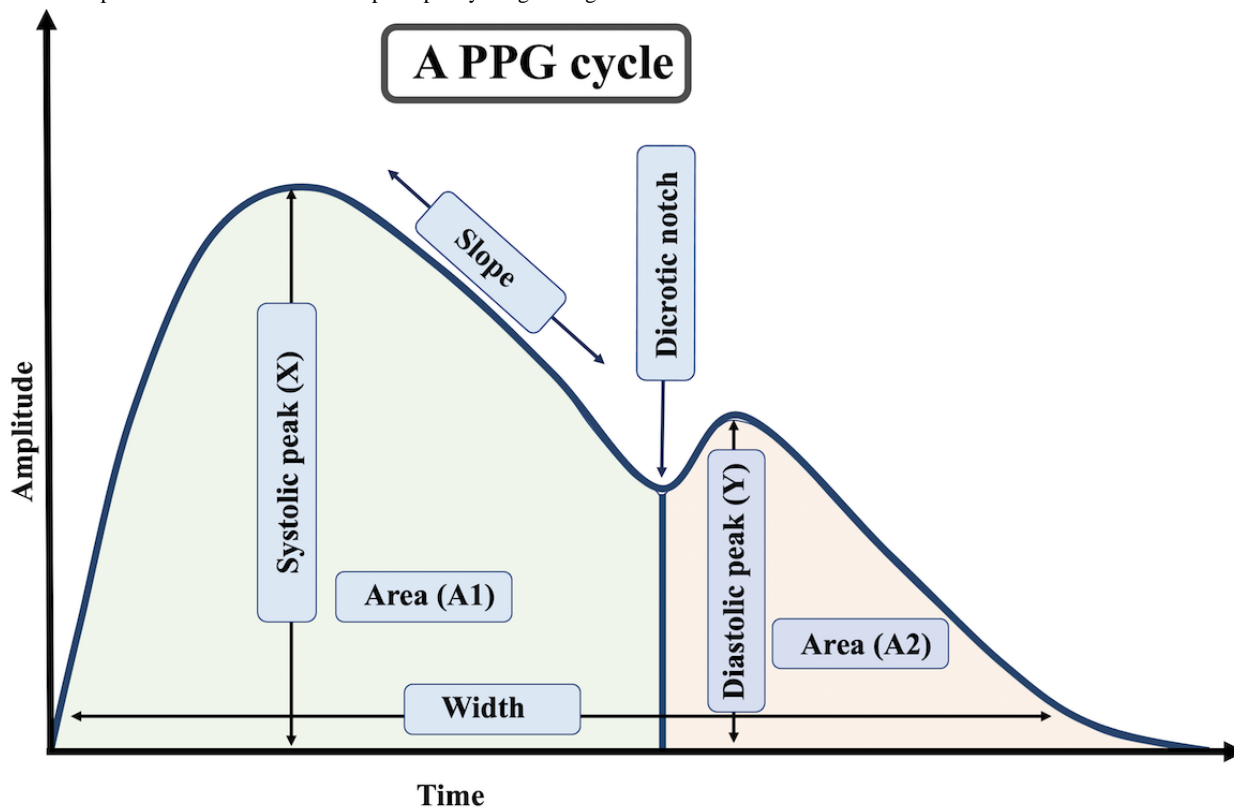 A PPG cycle
Dicrotic notch
Slope
Amplitude
Systolic peak (X)
Diastolic peak (Y)
Area (A1)
Area (A2)
Width
Time